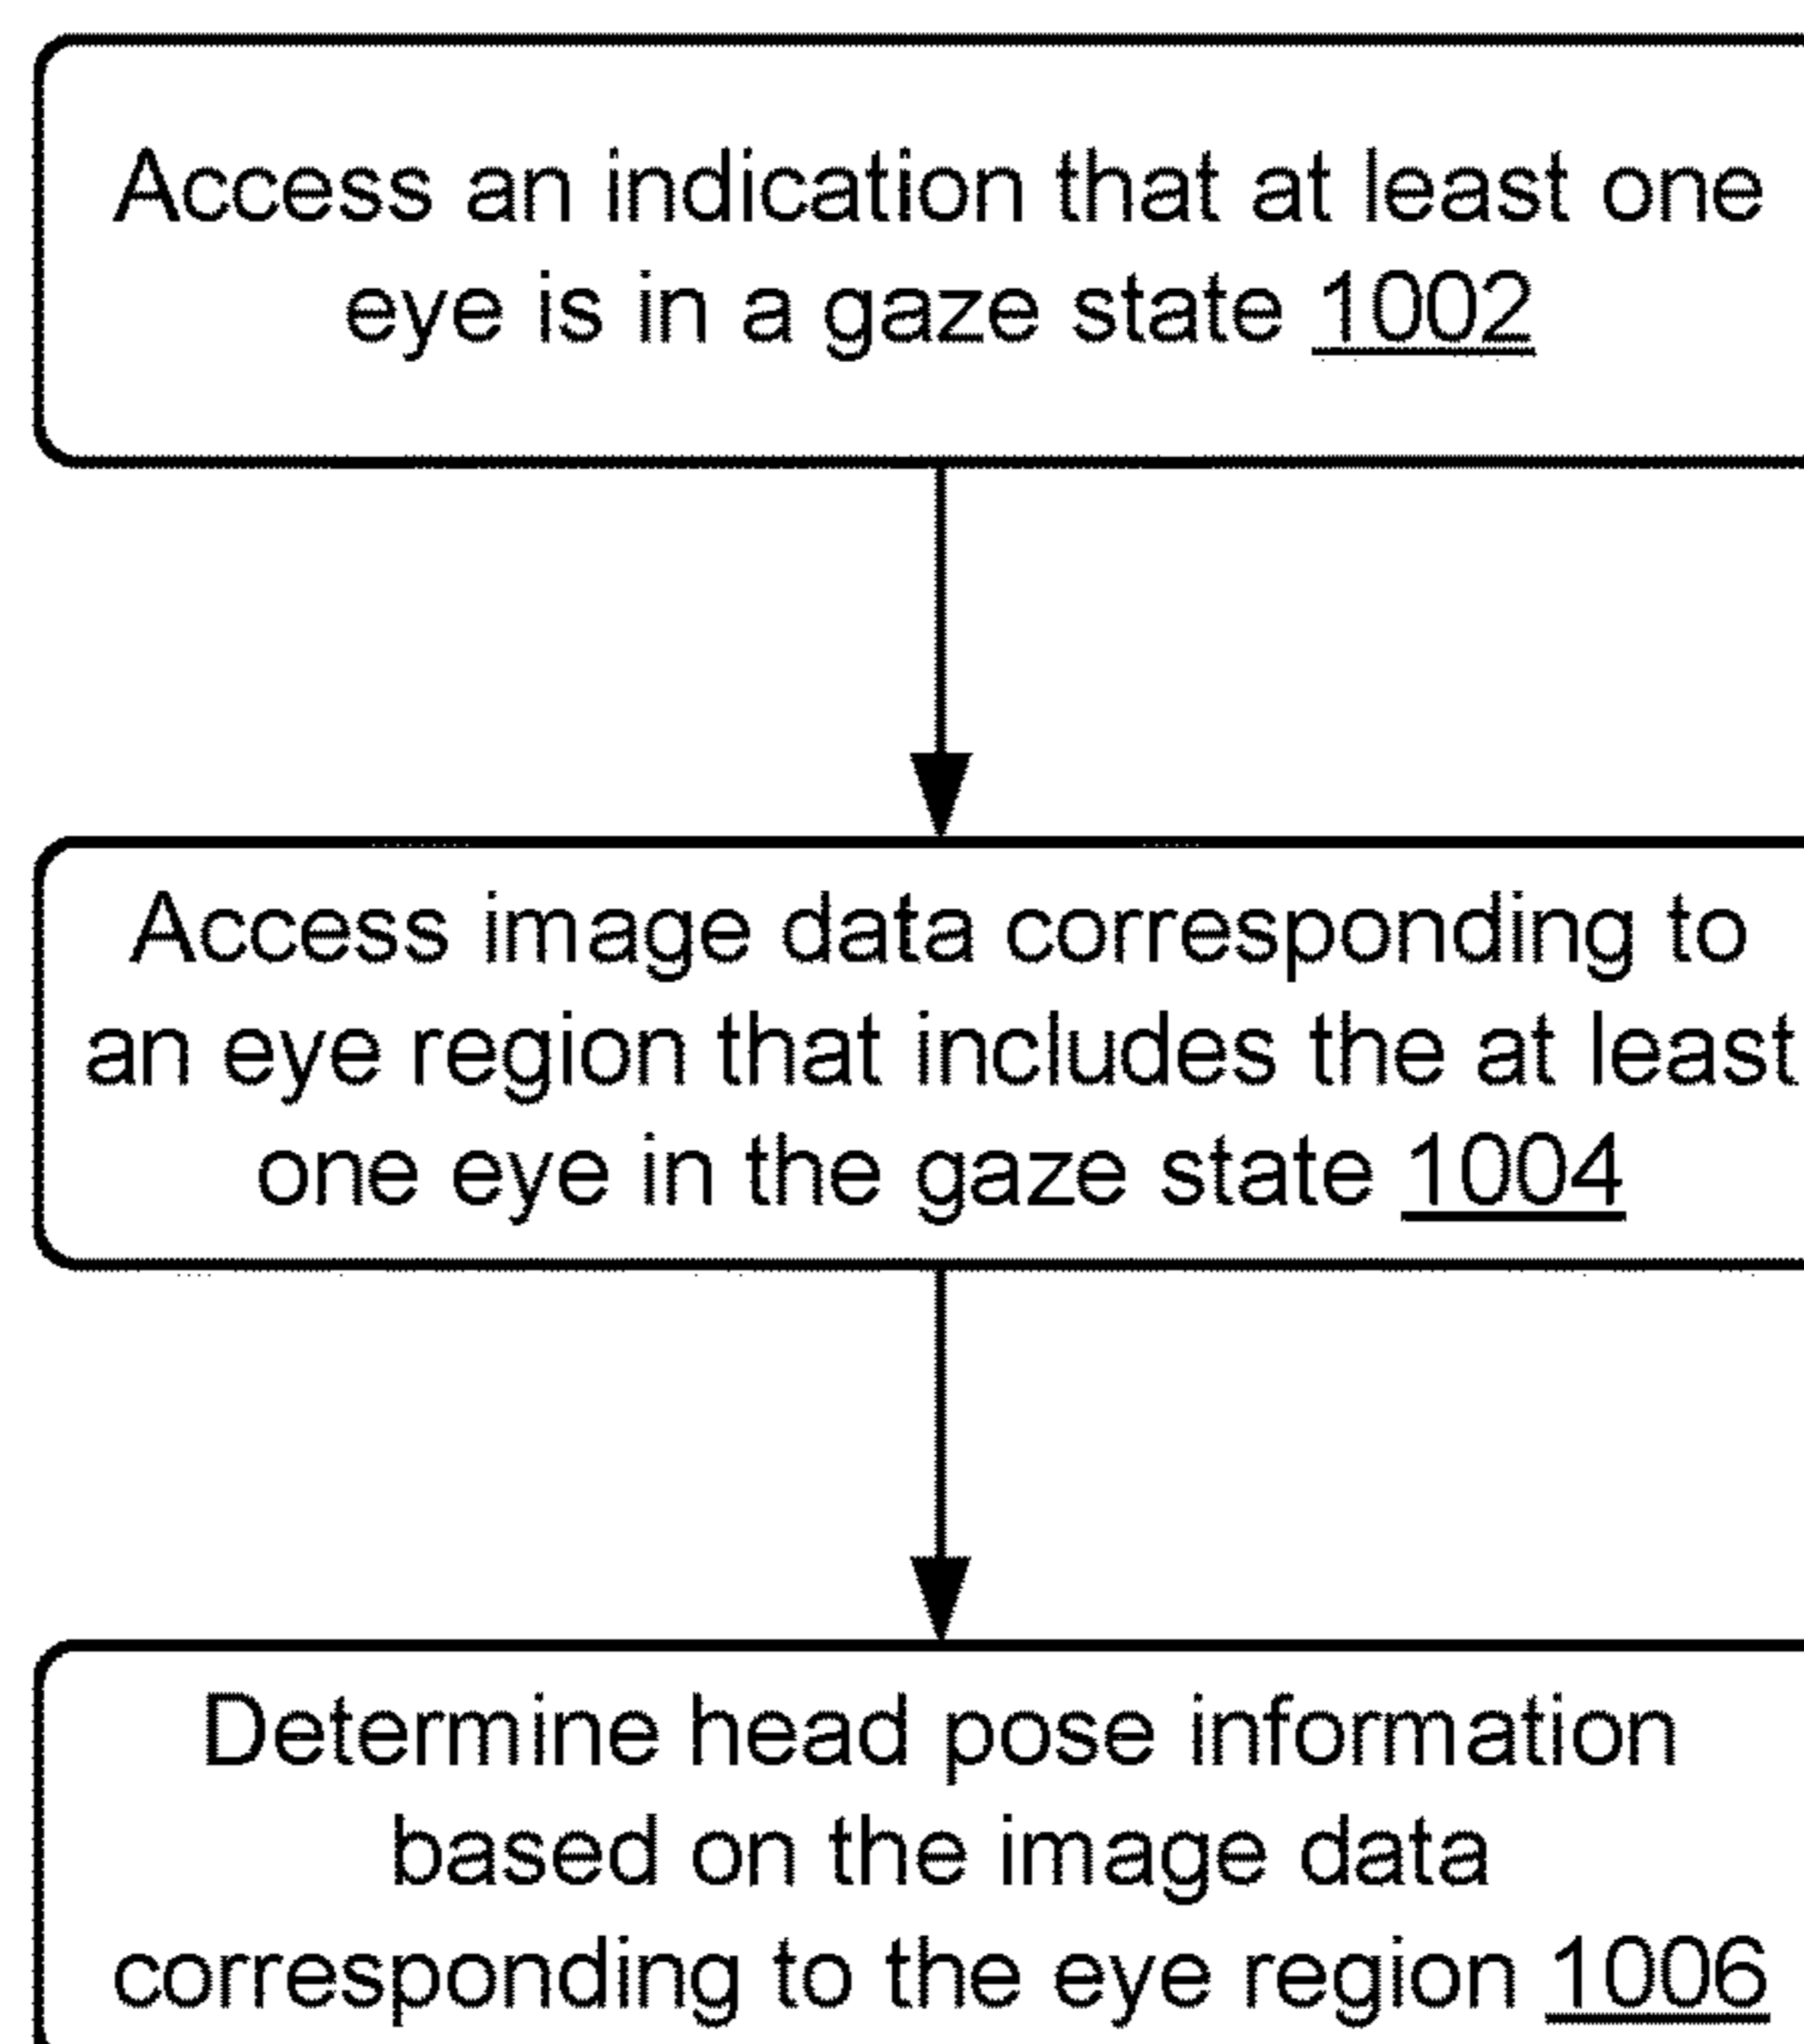 Access an indication that at least one
eye is in a gaze state 1002
Access image data corresponding to
an eye region that includes the at least
one eye in the gaze state 1004
Determine head pose information
based on the image data
corresponding to the eye region 1006